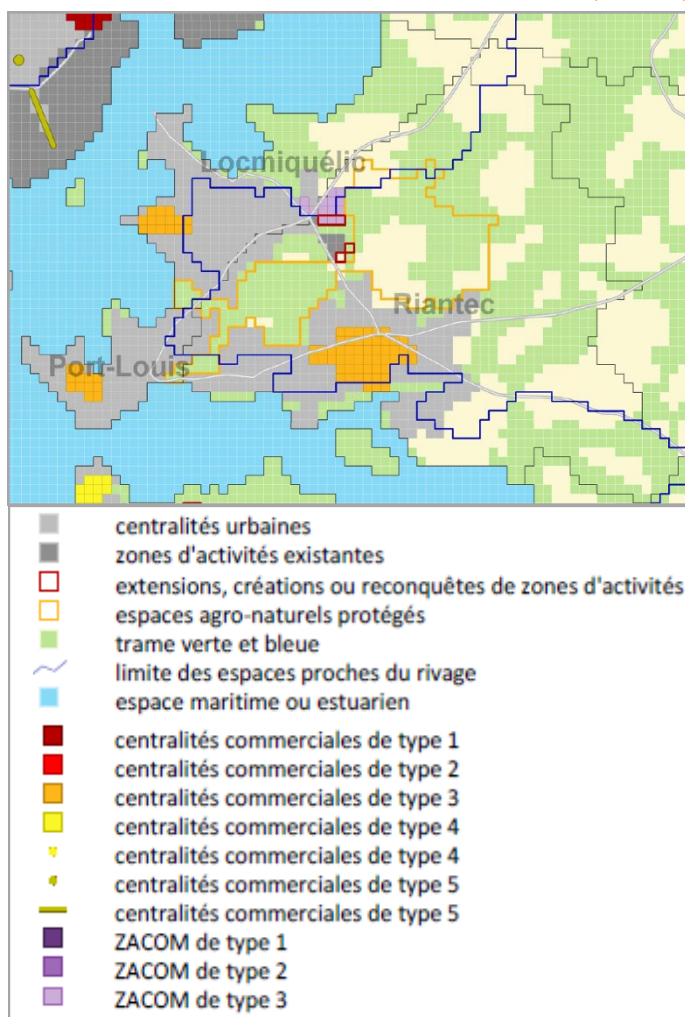 Locmiquélic
Riantec
Port-Louis
centralités urbaines
zones d'activités existantes
extensions, créations ou reconquêtes de zones d'activités
espaces agro-naturels protégés
trame verte et bleue
limite des espaces proches du rivage
espace maritime ou estuarien
centralités commerciales de type 1
centralités commerciales de type 2
centralités commerciales de type 3
centralités commerciales de type 4
centralités commerciales de type 4
centralités commerciales de type 5
centralités commerciales de type 5
ZACOM de type 1
ZACOM de type 2
ZACOM de type 3